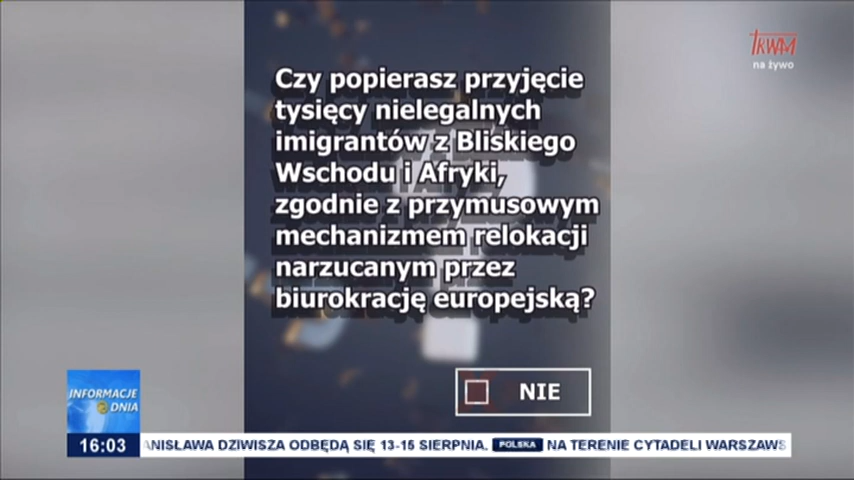 TRWAM
na żywo
Czy popierasz przyjęcie
tysięcy nielegalnych
imigrantów z Bliskiego
Wschodu i Afryki,
zgodnie z przymusowym
mechanizmem relokacji
narzucanym przez
biurokrację europejską?
NIE
INFORMACJE
DNIA
16:03 ANISŁAWA DZIWISZA ODBĘDĄ SIĘ 13-15 SIERPNIA. POLSKA NA TERENIE CYTADELI WARSZAWS